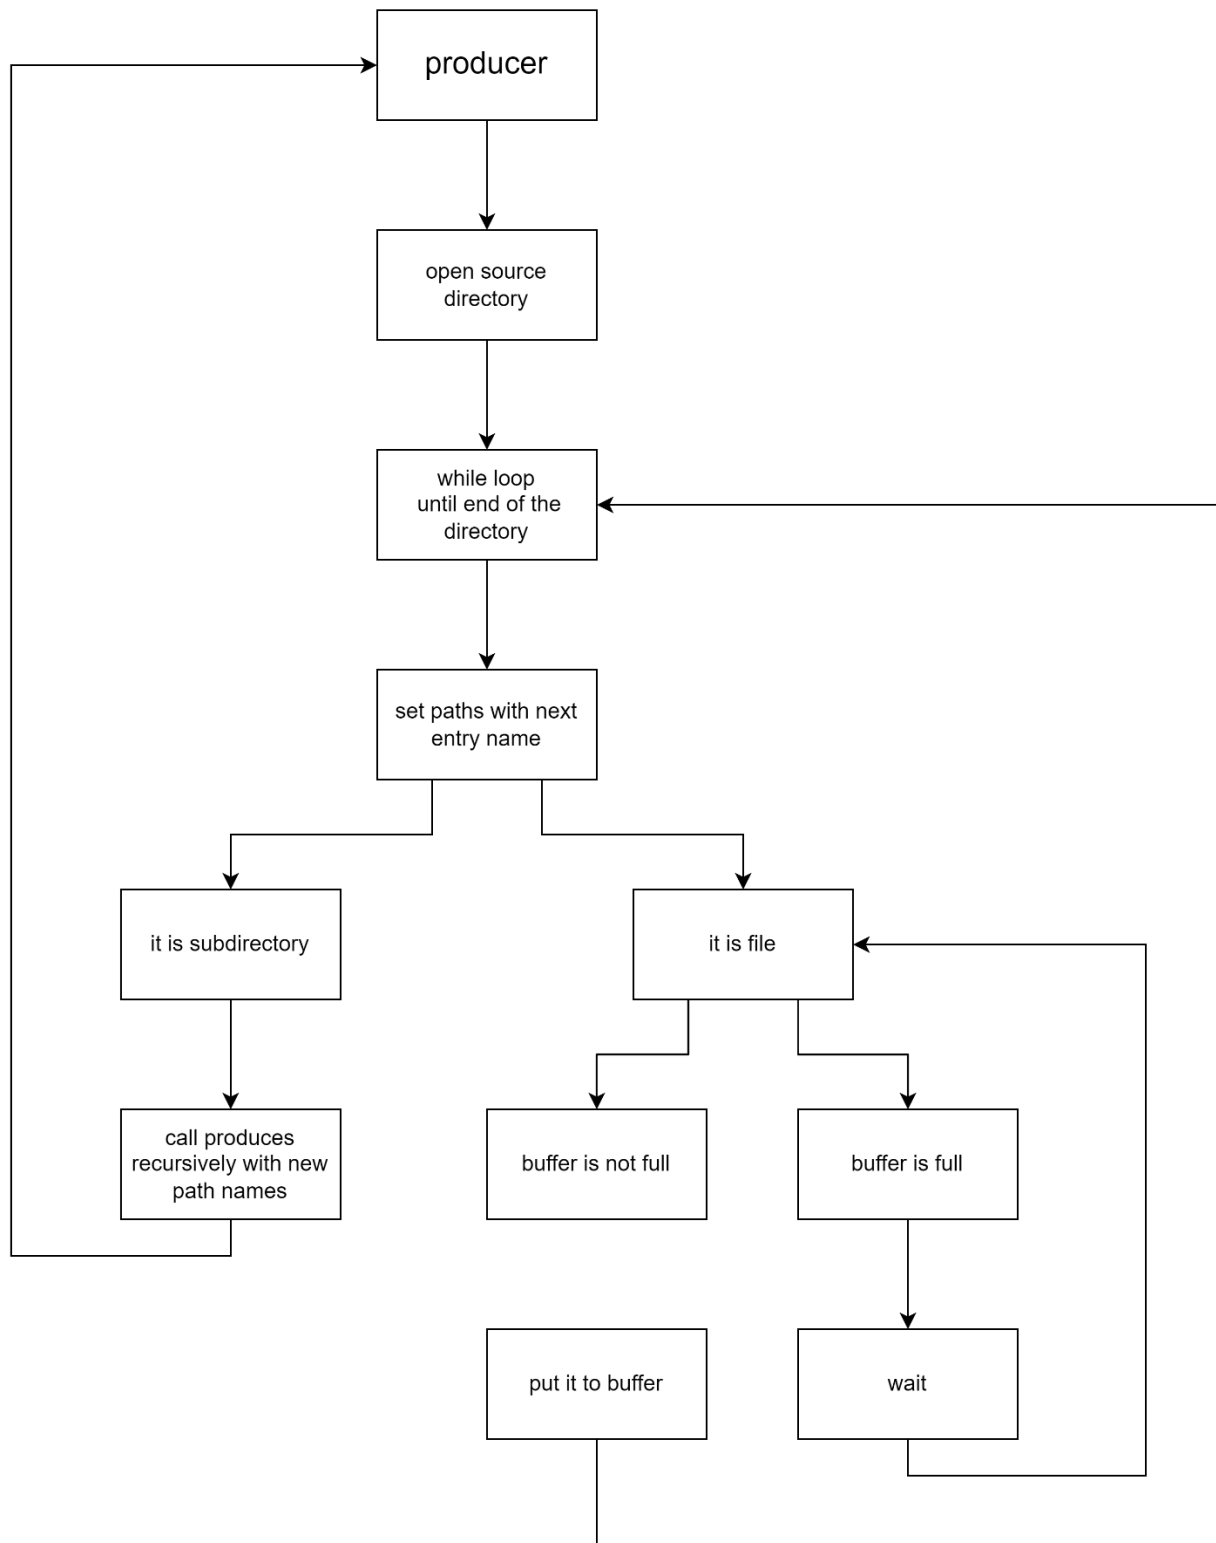 producer
open source
directory
while loop
until end of the
directory
set paths with next
entry name
it is subdirectory
it is file
call produces
recursively with new
path names
buffer is not full
buffer is full
put it to buffer
wait